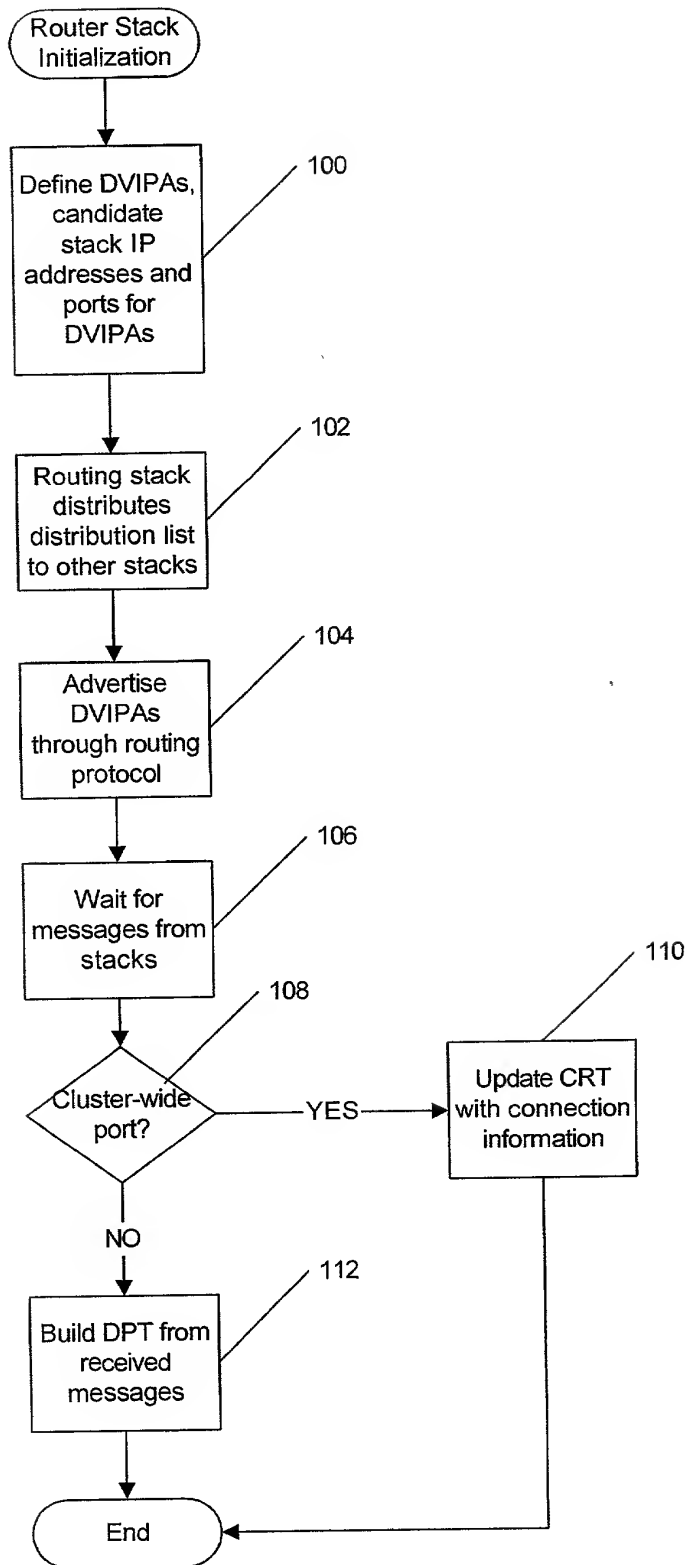 Router Stack
Initialization
100
Define DVIPAs,
candidate
stack IP
addresses and
ports for
DVIPAs
102
Routing stack
distributes
distribution list
to other stacks
104
Advertise
DVIPAs
through routing
protocol
106
Wait for
messages from
stacks
108
Cluster-wide
port?
YES
110
Update CRT
with connection
information
NO
112
Build DPT from
received
messages
End